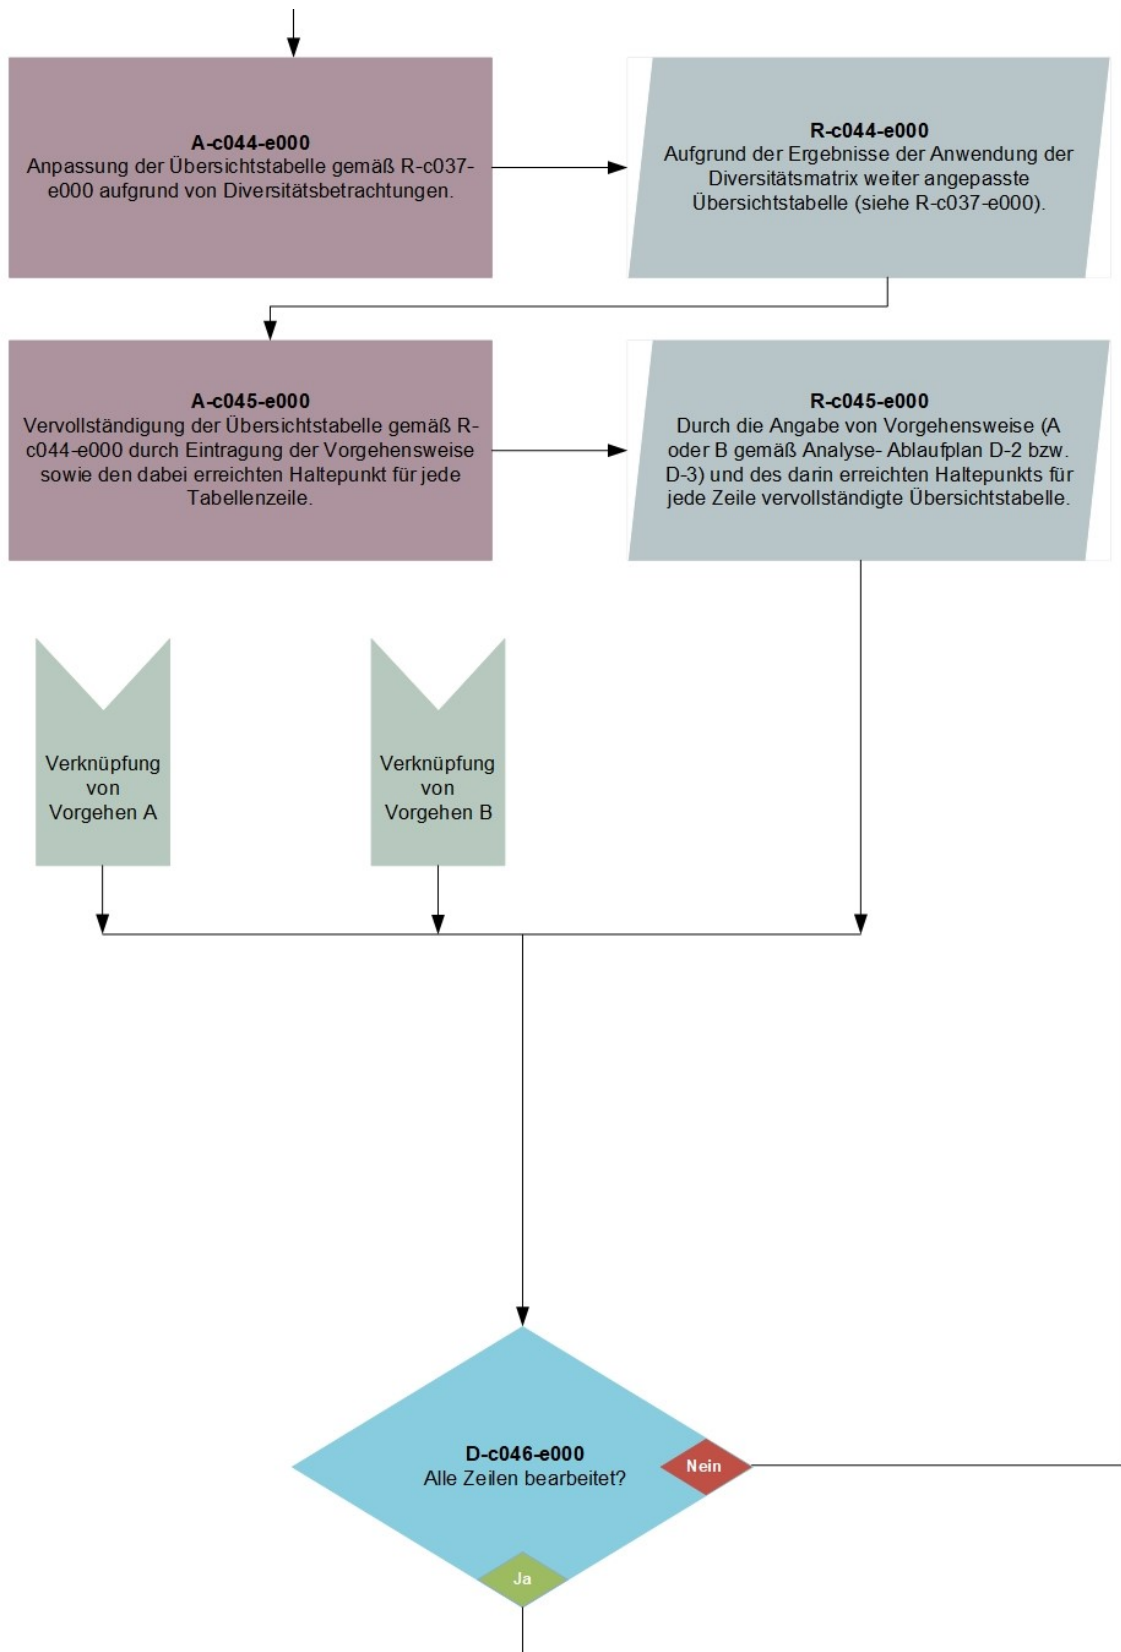 A-c044-e000
Anpassung der Übersichtstabelle gemäß R-c037-
e000 aufgrund von Diversitätsbetrachtungen.
R-c044-e000
Aufgrund der Ergebnisse der Anwendung der
Diversitätsmatrix weiter angepasste
Übersichtstabelle (siehe R-c037-e000).
A-c045-e000
Vervollständigung der Übersichtstabelle gemäß R-
c044-e000 durch Eintragung der Vorgehensweise
sowie den dabei erreichten Haltepunkt für jede
Tabellenzeile.
R-c045-e000
Durch die Angabe von Vorgehensweise (A
oder B gemäß Analyse- Ablaufplan D-2 bzw.
D-3) und des darin erreichten Haltepunkts für
jede Zeile vervollständigte Übersichtstabelle.
Verknüpfung
von
Vorgehen A
Verknüpfung
von
Vorgehen B
D-c046-e000
Alle Zeilen bearbeitet?
Nein
Ja